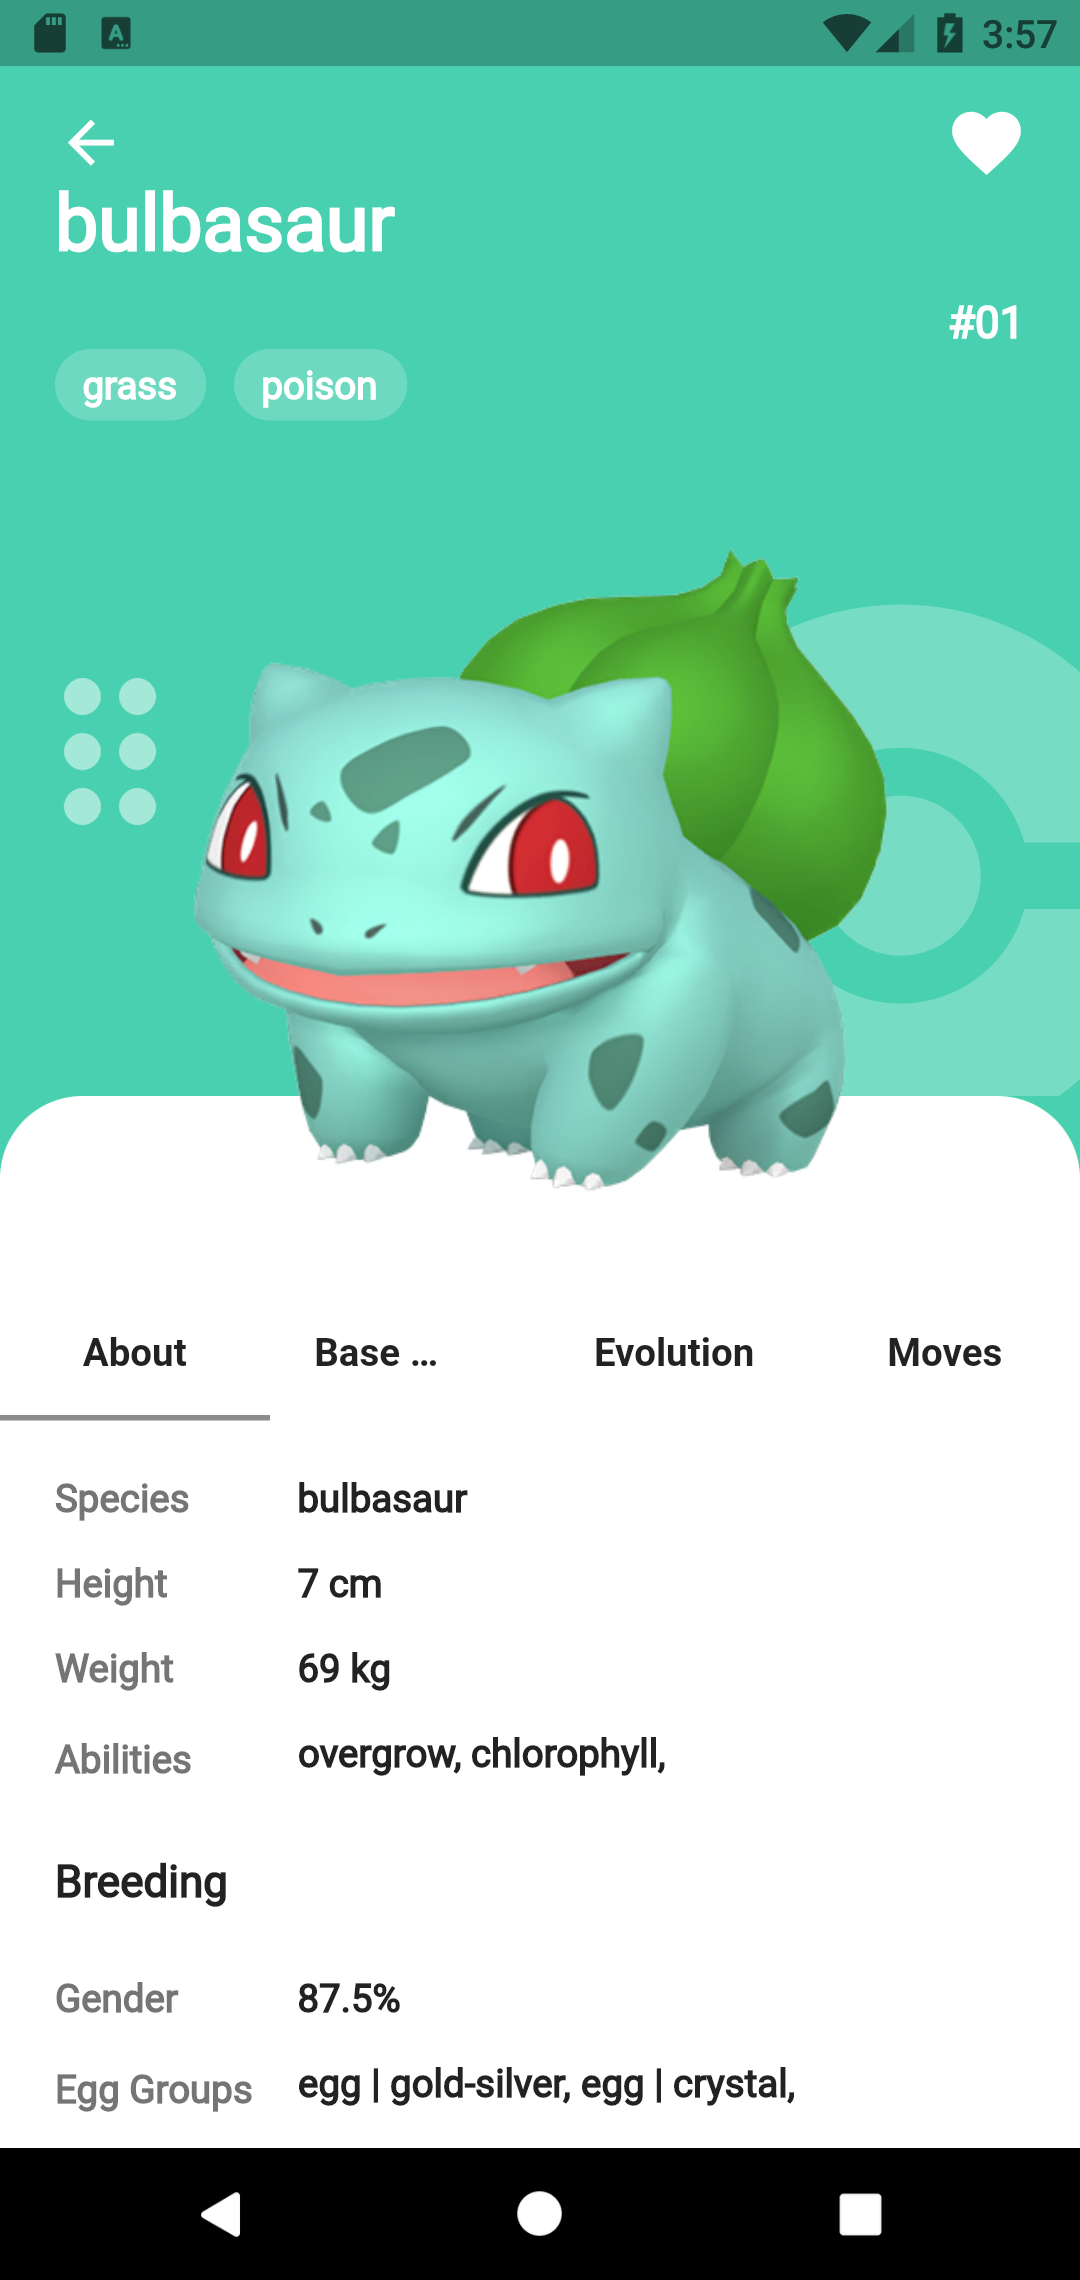 3:57
bulbasaur
#01
grass poison
About Base ... Evolution Moves
Species bulbasaur
Height 7 cm
Weight 69 kg
Abilities overgrow, chlorophyll,
Breeding
Gender 87.5%
Egg Groups egg | gold-silver, egg | crystal,